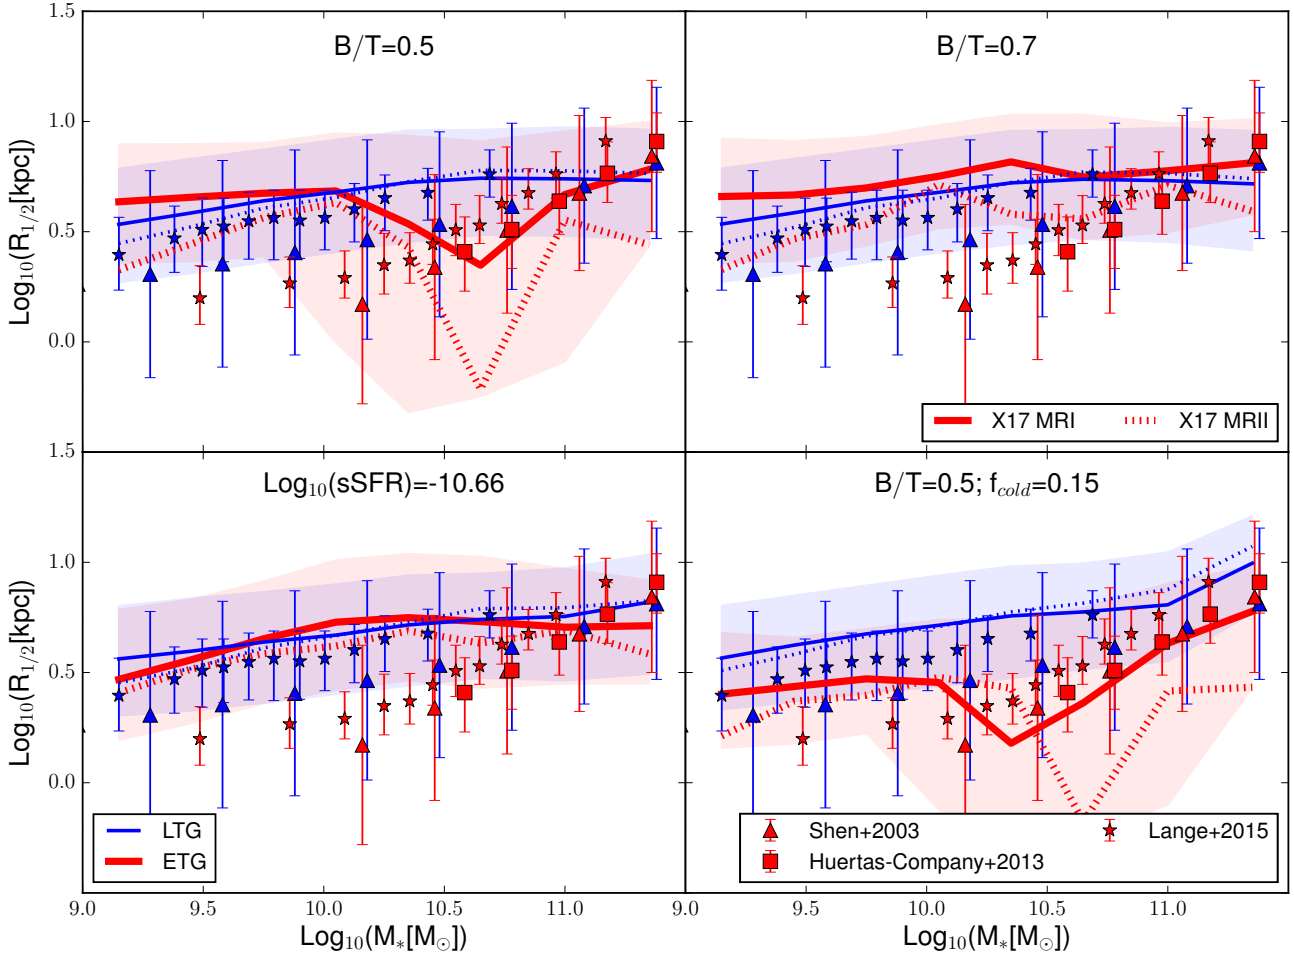 1.5
B/T=0.5
B/T=0.7
1.0
0.5
0.0
Log₁₀(R₁/₂[kpc])
X17 MRI
X17 MRII
1.5
Log₁₀(sSFR)=-10.66
B/T=0.5; f_cold=0.15
1.0
0.5
0.0
Log₁₀(R₁/₂[kpc])
LTG
ETG
Shen+2003
Lange+2015
Huertas-Company+2013
9.0 9.5 10.0 10.5 11.0 9.0 9.5 10.0 10.5 11.0
Log₁₀(M*[M☉]) Log₁₀(M*[M☉])